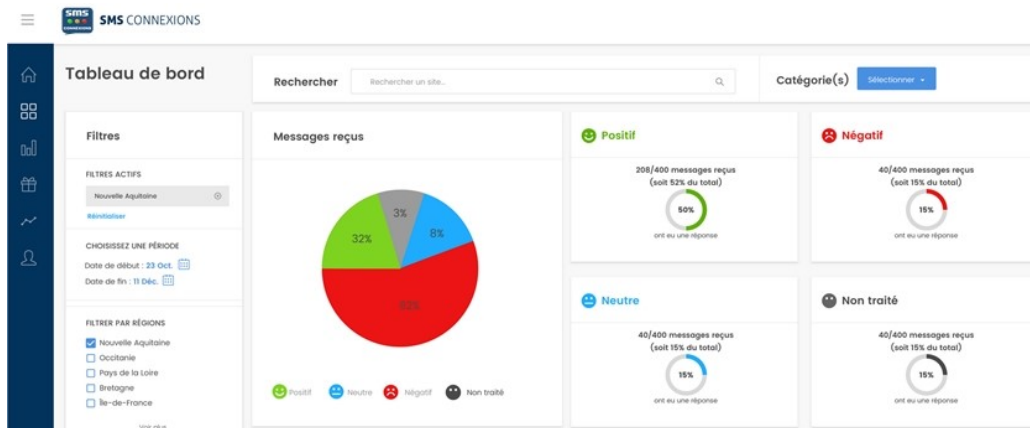 SMS
CONNEXIONS
SMS CONNEXIONS
Tableau de bord
Rechercher
Rechercher un site...
Catégorie(s)
Sélectionner
Filtres
FILTRES ACTIFS
Nouvelle Aquitaine
Réinitialiser
CHOISISSEZ UNE PÉRIODE
Date de début : 23 Oct.
Date de fin : 11 Déc.
FILTRER PAR RÉGIONS
Nouvelle Aquitaine
Occitanie
Pays de la Loire
Bretagne
Île-de-France
Voir plus
Messages reçus
3%
32%
8%
52%
Positif
Neutre
Négatif
Non traité
Positif
208/400 messages reçus
(soit 52% du total)
50%
ont eu une réponse
Négatif
40/400 messages reçus
(soit 15% du total)
15%
ont eu une réponse
Neutre
40/400 messages reçus
(soit 15% du total)
15%
ont eu une réponse
Non traité
40/400 messages reçus
(soit 15% du total)
15%
ont eu une réponse